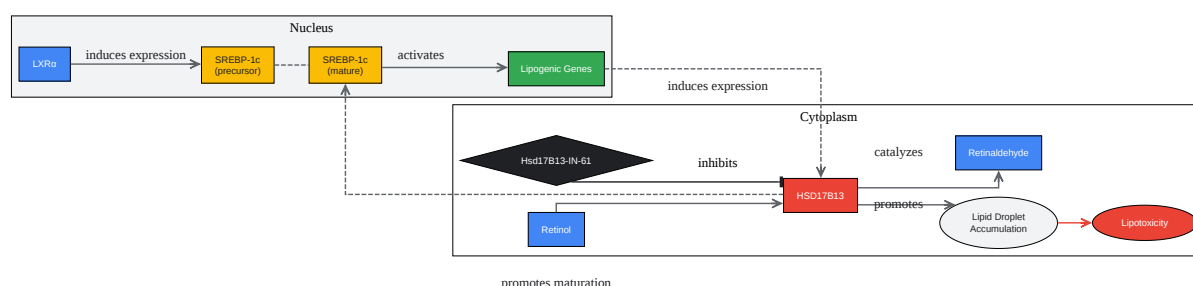 Nucleus
LXRα
induces expression
SREBP-1c
(precursor)
SREBP-1c
(mature)
activates
Lipogenic Genes
induces expression
Cytoplasm
Hsd17B13-IN-61
inhibits
catalyzes
Retinaldehyde
HSD17B13
promotes
Retinol
Lipid Droplet
Accumulation
Lipotoxicity
promotes maturation